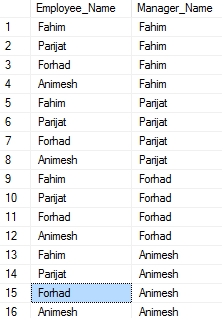 Employee_Name Manager_Name
1 Fahim Fahim
2 Parijat Fahim
3 Forhad Fahim
4 Animesh Fahim
5 Fahim Parijat
6 Parijat Parijat
7 Forhad Parijat
8 Animesh Parijat
9 Fahim Forhad
10 Parijat Forhad
11 Forhad Forhad
12 Animesh Forhad
13 Fahim Animesh
14 Parijat Animesh
15 Forhad Animesh
16 Animesh Animesh